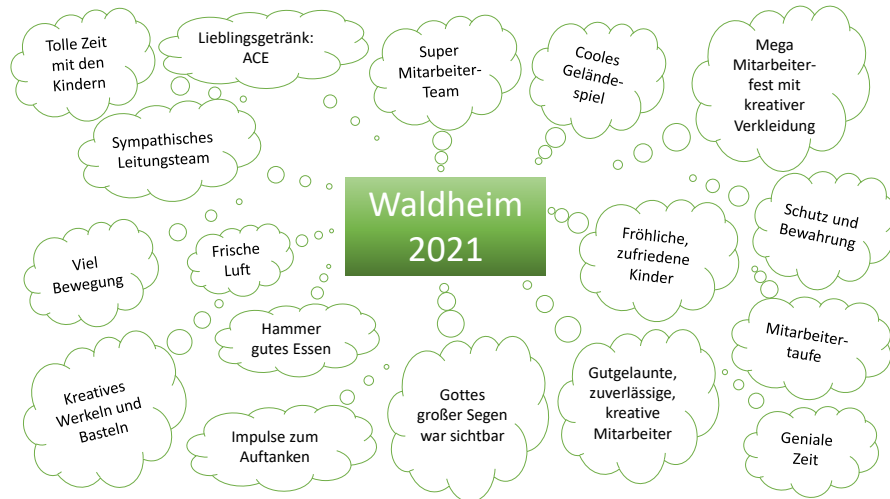 Tolle Zeit
mit den
Kindern
Lieblingsgetränk:
ACE
Super
Mitarbeiter-
Team
Cooles
Gelände-
spiel
Mega
Mitarbeiter-
fest mit
kreativer
Verkleidung
Sympathisches
Leitungsteam
Waldheim
2021
Schutz und
Bewahrung
Viel
Bewegung
Frische
Luft
Fröhliche,
zufriedene
Kinder
Hammer
gutes Essen
Mitarbeiter-
taufe
Kreatives
Werkeln und
Basteln
Impulse zum
Auftanken
Gottes
großer Segen
war sichtbar
Gutgelaunte,
zuverlässige,
kreative
Mitarbeiter
Geniale
Zeit